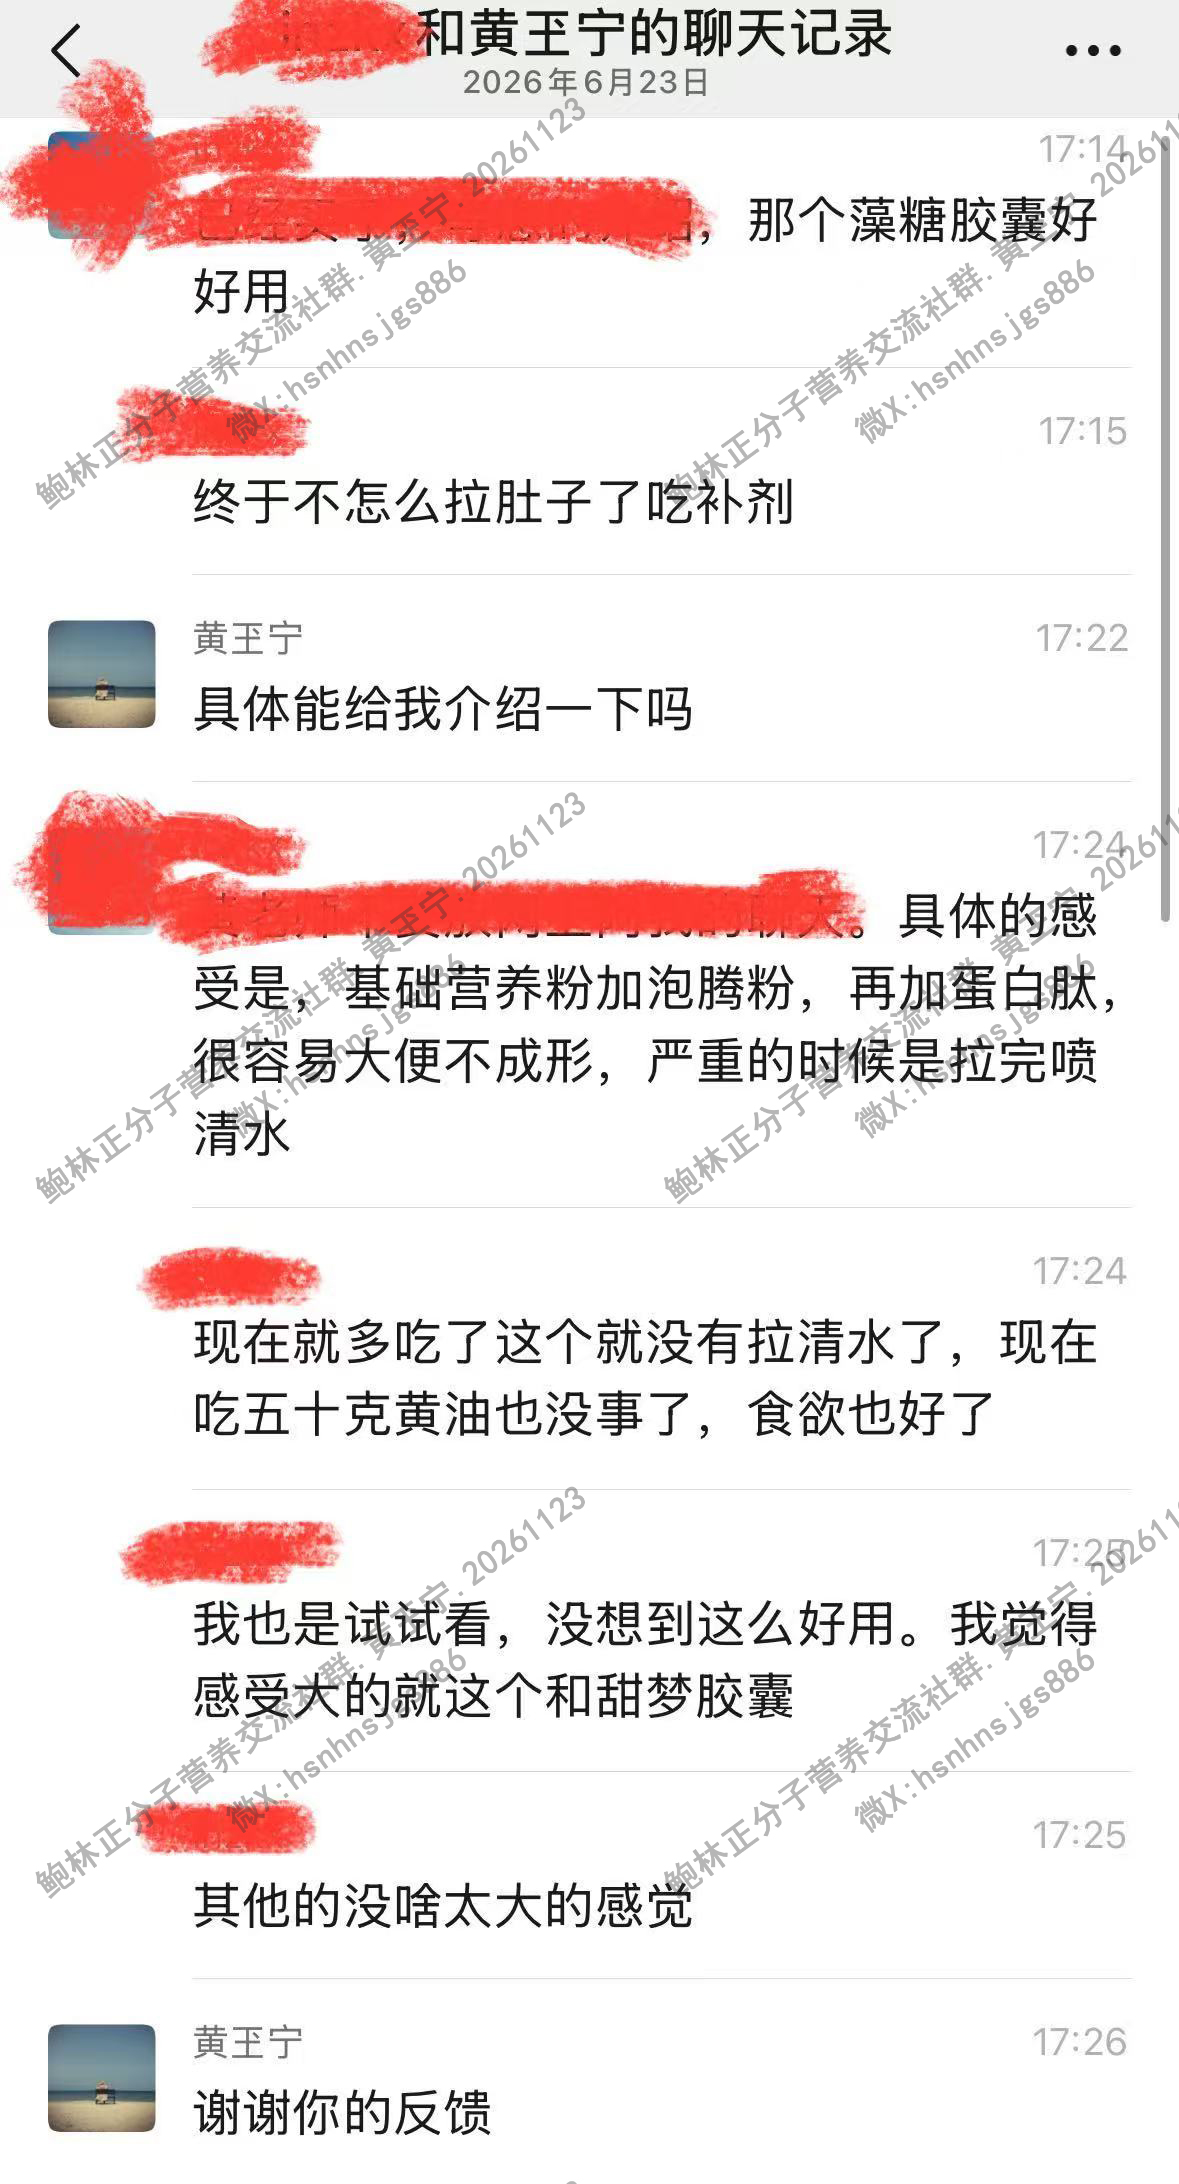 和黄玊宁的聊天记录
2026年6月23日
17:14
，那个藻糖胶囊好
好用
17:15
终于不怎么拉肚子了吃补剂
黄玊宁
17:22
具体能给我介绍一下吗
17:24
。具体的感
受是，基础营养粉加泡腾粉，再加蛋白肽，
很容易大便不成形，严重的时候是拉完喷
清水
17:24
现在就多吃了这个就没有拉清水了，现在
吃五十克黄油也没事了，食欲也好了
17:25
我也是试试看，没想到这么好用。我觉得
感受大的就这个和甜梦胶囊
17:25
其他的没啥太大的感觉
黄玊宁
17:26
谢谢你的反馈
鲍林正分子营养交流社群. 黄玊宁. 20261123
微X:hsnhnsjgs886